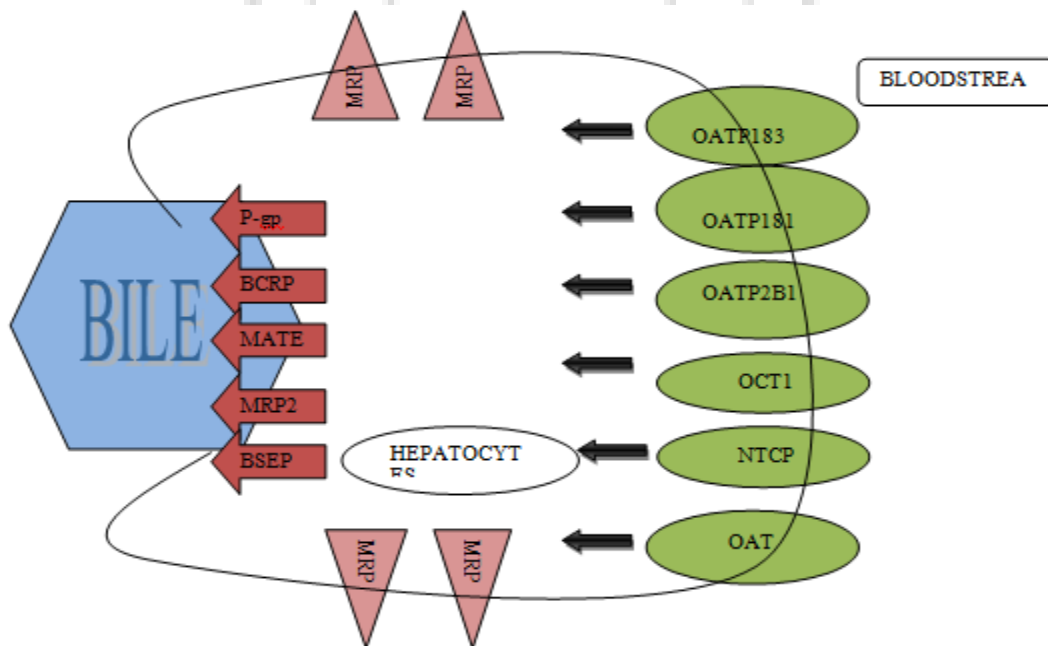 MRP
MRP
BLOODSTREA
OATP183
P-gp
OATP181
BCRP
OATP2B1
BILE
MATE
OCT1
MRP2
HEPATOCYT
BSEP
NTCP
OAT
MRP
MRP